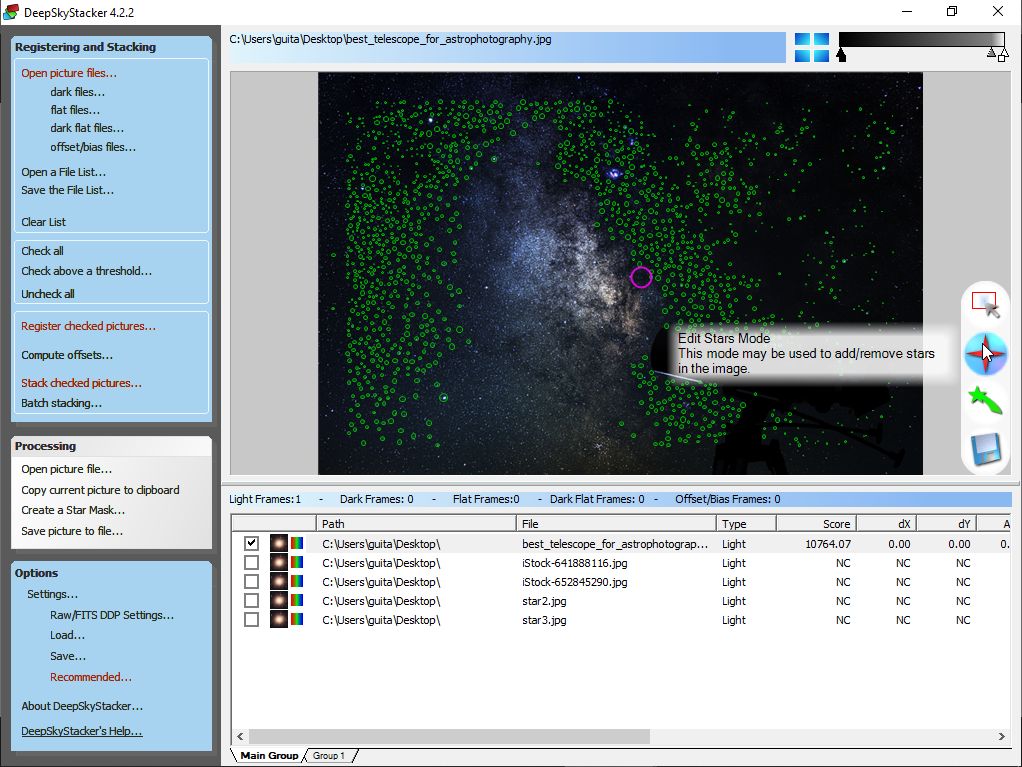 DeepSkyStacker 4.2.2
Registering and Stacking
Open picture files...
dark files...
flat files...
dark flat files...
offset/bias files...
Open a File List...
Save the File List...
Clear List
Check all
Check above a threshold...
Uncheck all
Register checked pictures...
Compute offsets...
Stack checked pictures...
Batch stacking...
Processing
Open picture file...
Copy current picture to clipboard
Create a Star Mask...
Save picture to file...
Options
Settings...
Raw/FITS DDP Settings...
Load...
Save...
Recommended...
About DeepSkyStacker...
DeepSkyStacker's Help...
C:\Users\guita\Desktop\best_telescope_for_astrophotography.jpg
Edit Stars Mode
This mode may be used to add/remove stars
in the image.
Light Frames:1 - Dark Frames: 0 - Flat Frames:0 - Dark Flat Frames: 0 - Offset/Bias Frames: 0
Path File Type Score dX dY A
C:\Users\guita\Desktop\ best_telescope_for_astrophotograp... Light 10764.07 0.00 0.00 0.
C:\Users\guita\Desktop\ iStock-641888116.jpg Light NC NC NC
C:\Users\guita\Desktop\ iStock-652845290.jpg Light NC NC NC
C:\Users\guita\Desktop\ star2.jpg Light NC NC NC
C:\Users\guita\Desktop\ star3.jpg Light NC NC NC
Main Group Group 1